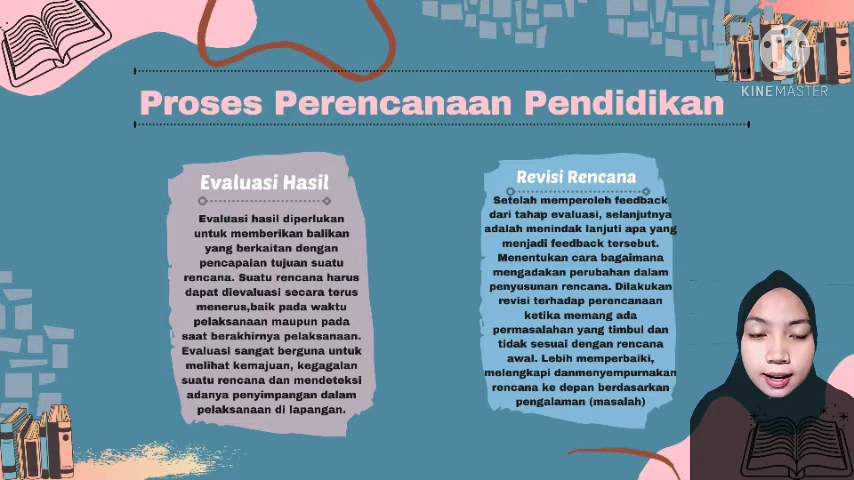 KINEMASTER
Proses Perencanaan Pendidikan
Evaluasi Hasil
Evaluasi hasil diperlukan
untuk memberikan balikan
yang berkaitan dengan
pencapaian tujuan suatu
rencana. Suatu rencana harus
dapat dievaluasi secara terus
menerus,baik pada waktu
pelaksanaan maupun pada
saat berakhirnya pelaksanaan.
Evaluasi sangat berguna untuk
melihat kemajuan, kegagalan
suatu rencana dan mendeteksi
adanya penyimpangan dalam
pelaksanaan di lapangan.
Revisi Rencana
Setelah memperoleh feedback
dari tahap evaluasi, selanjutnya
adalah menindak lanjuti apa yang
menjadi feedback tersebut.
Menentukan cara bagaimana
mengadakan perubahan dalam
penyusunan rencana. Dilakukan
revisi terhadap perencanaan
ketika memang ada
permasalahan yang timbul dan
tidak sesuai dengan rencana
awal. Lebih memperbaiki,
melengkapi danmenyempurnakan
rencana ke depan berdasarkan
pengalaman (masalah)